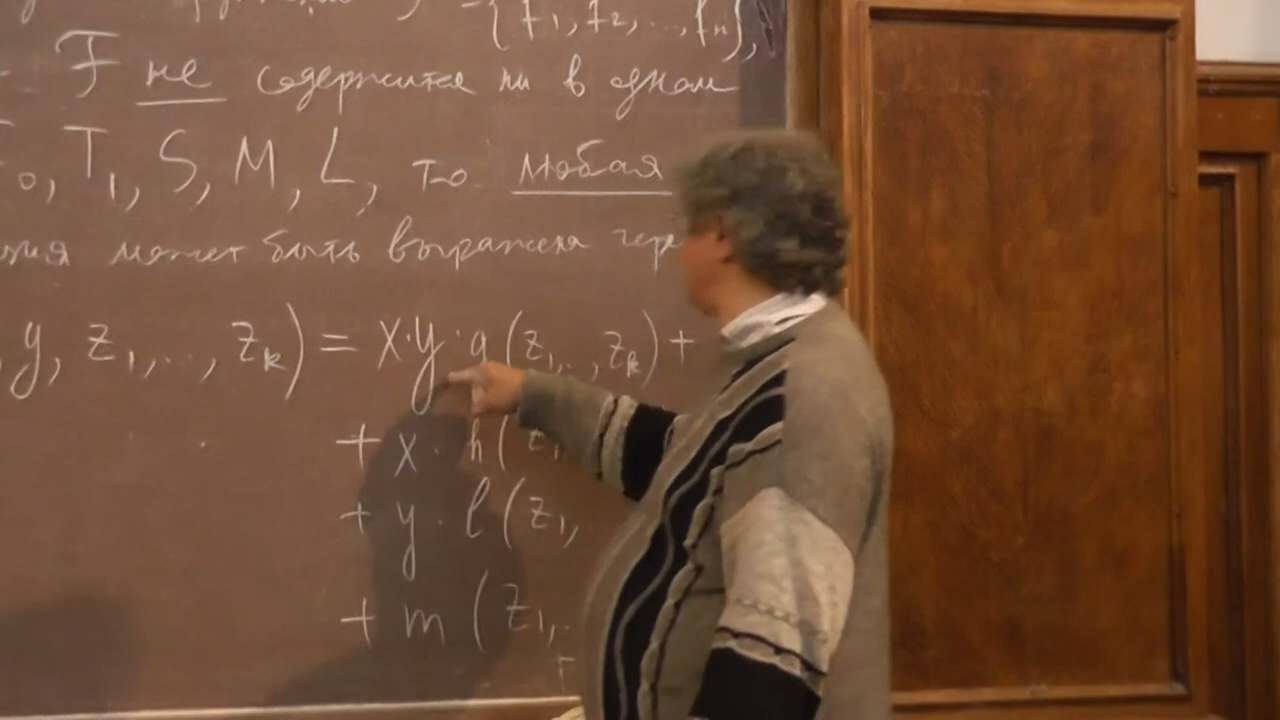 {f₁, f₂, ..., fₙ},
F не содержится ни в одном
T₀, T₁, S, M, L, то любая
может быть выражена чер
y, z₁, ..., zₖ) = x·y·g(z₁, .., zₖ) +
+ x·h(z₁,
+ y·l(z₁,
+ m(z₁,..